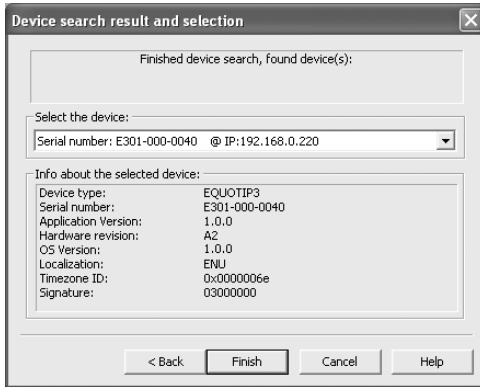 Device search result and selection
Finished device search, found device(s):
Select the device:
Serial number: E301-000-0040 @ IP:192.168.0.220
Info about the selected device:
Device type: EQUOTIP3
Serial number: E301-000-0040
Application Version: 1.0.0
Hardware revision: A2
OS Version: 1.0.0
Localization: ENU
Timezone ID: 0x0000006e
Signature: 03000000
< Back Finish Cancel Help